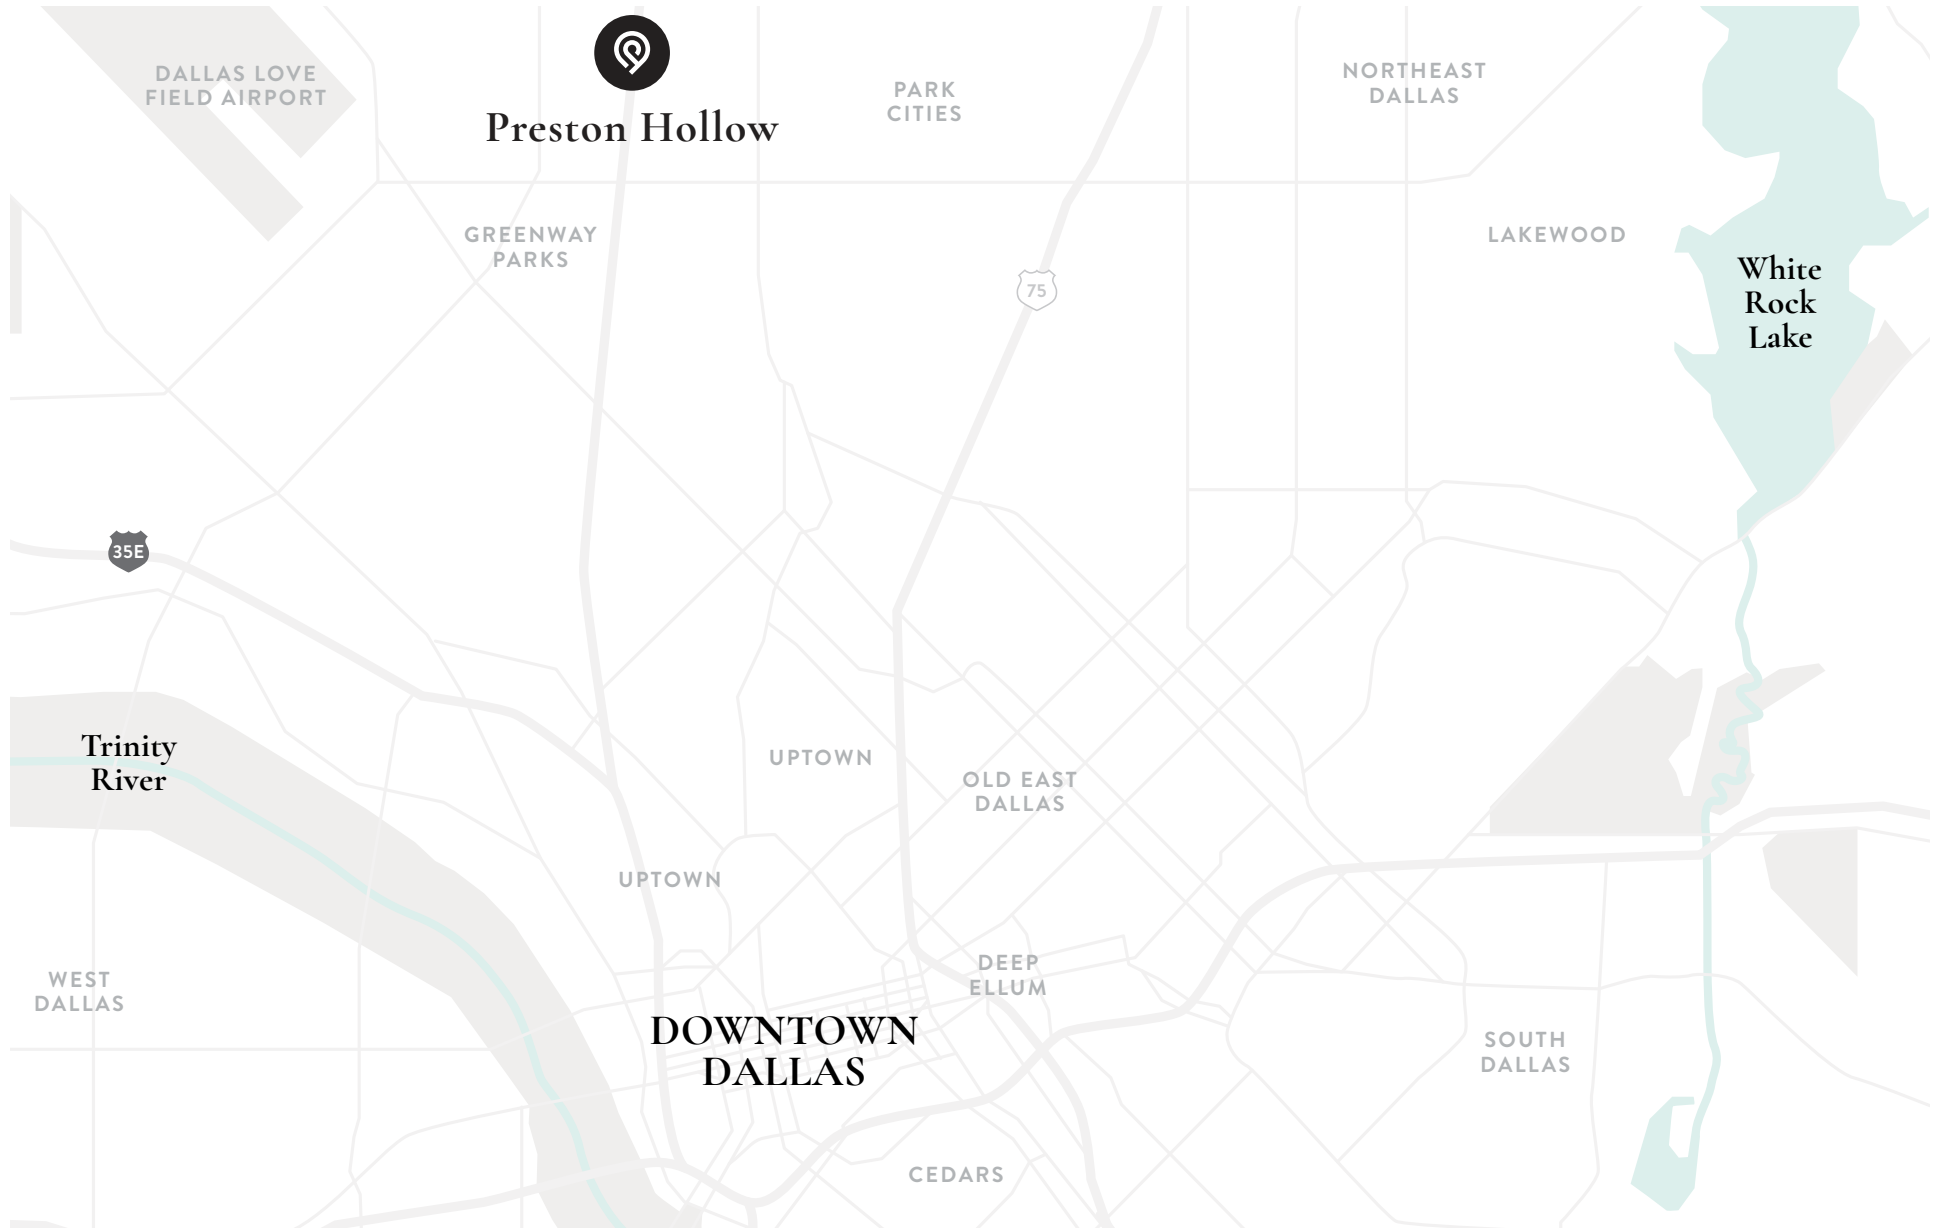 DALLAS LOVE
FIELD AIRPORT
Preston Hollow
PARK
CITIES
NORTHEAST
DALLAS
GREENWAY
PARKS
LAKEWOOD
75
White
Rock
Lake
35E
Trinity
River
UPTOWN
OLD EAST
DALLAS
UPTOWN
WEST
DALLAS
DEEP
ELLUM
DOWNTOWN
DALLAS
SOUTH
DALLAS
CEDARS